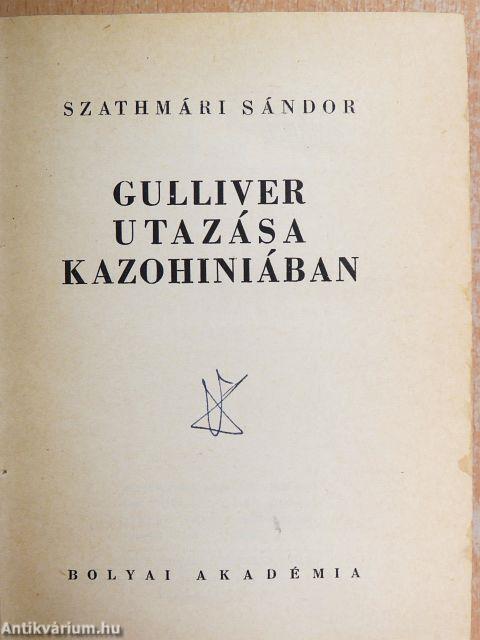 SZATHMÁRI SÁNDOR
GULLIVER
UTAZÁSA
KAZOHINIÁBAN
BOLYAI AKADÉMIA
Antikvárium.hu